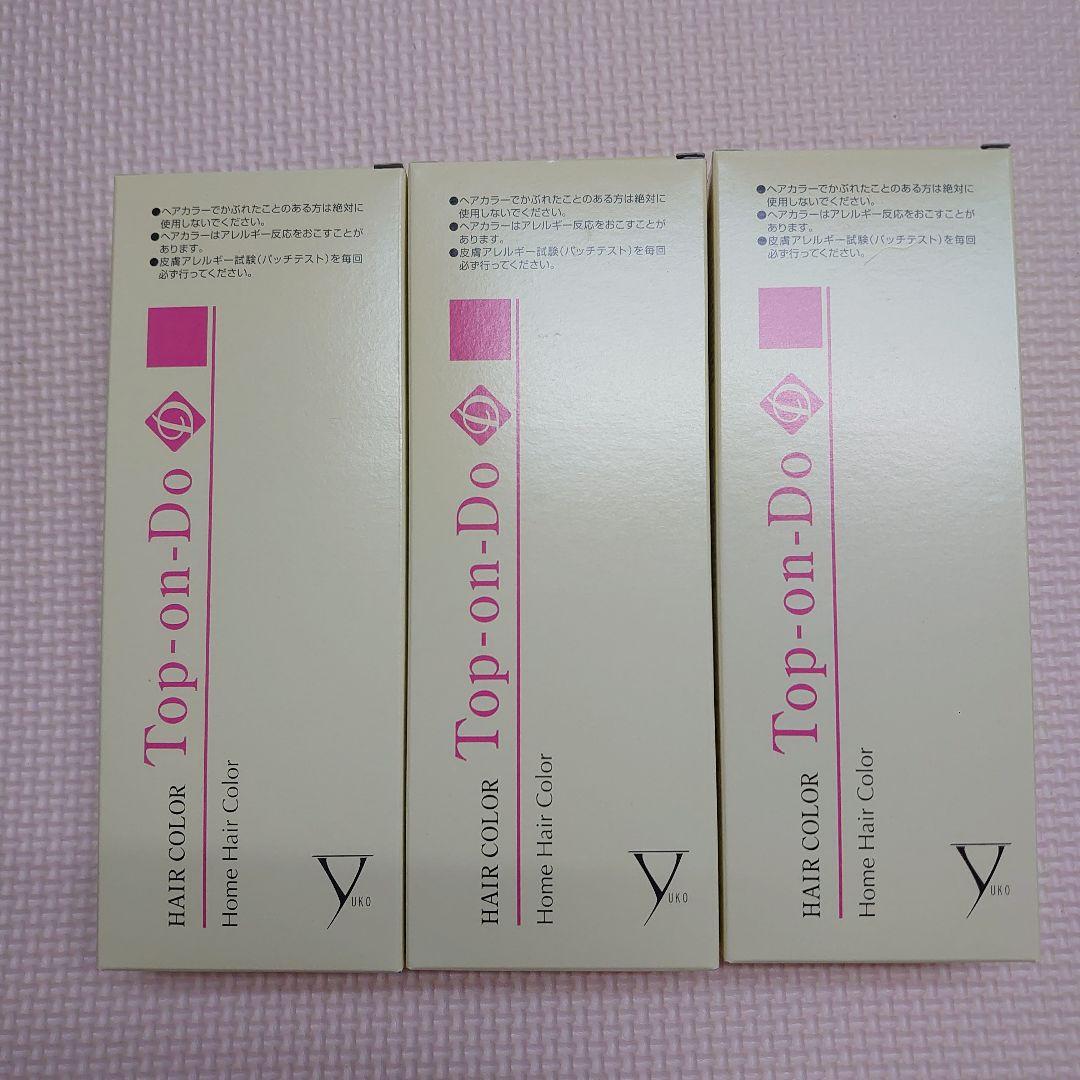 ●ヘアカラーでかぶれたことのある方は絶対に
使用しないでください。
●ヘアカラーはアレルギー反応をおこすことが
あります。
●皮膚アレルギー試験(パッチテスト)を毎回
必ず行ってください。
HAIR COLOR Top-on-Do
Home Hair Color
YUKO
●ヘアカラーでかぶれたことのある方は絶対に
使用しないでください。
●ヘアカラーはアレルギー反応をおこすことが
あります。
●皮膚アレルギー試験(パッチテスト)を毎回
必ず行ってください。
HAIR COLOR Top-on-Do
Home Hair Color
YUKO
●ヘアカラーでかぶれたことのある方は絶対に
使用しないでください。
●ヘアカラーはアレルギー反応をおこすことが
あります。
●皮膚アレルギー試験(パッチテスト)を毎回
必ず行ってください。
HAIR COLOR Top-on-Do
Home Hair Color
YUKO